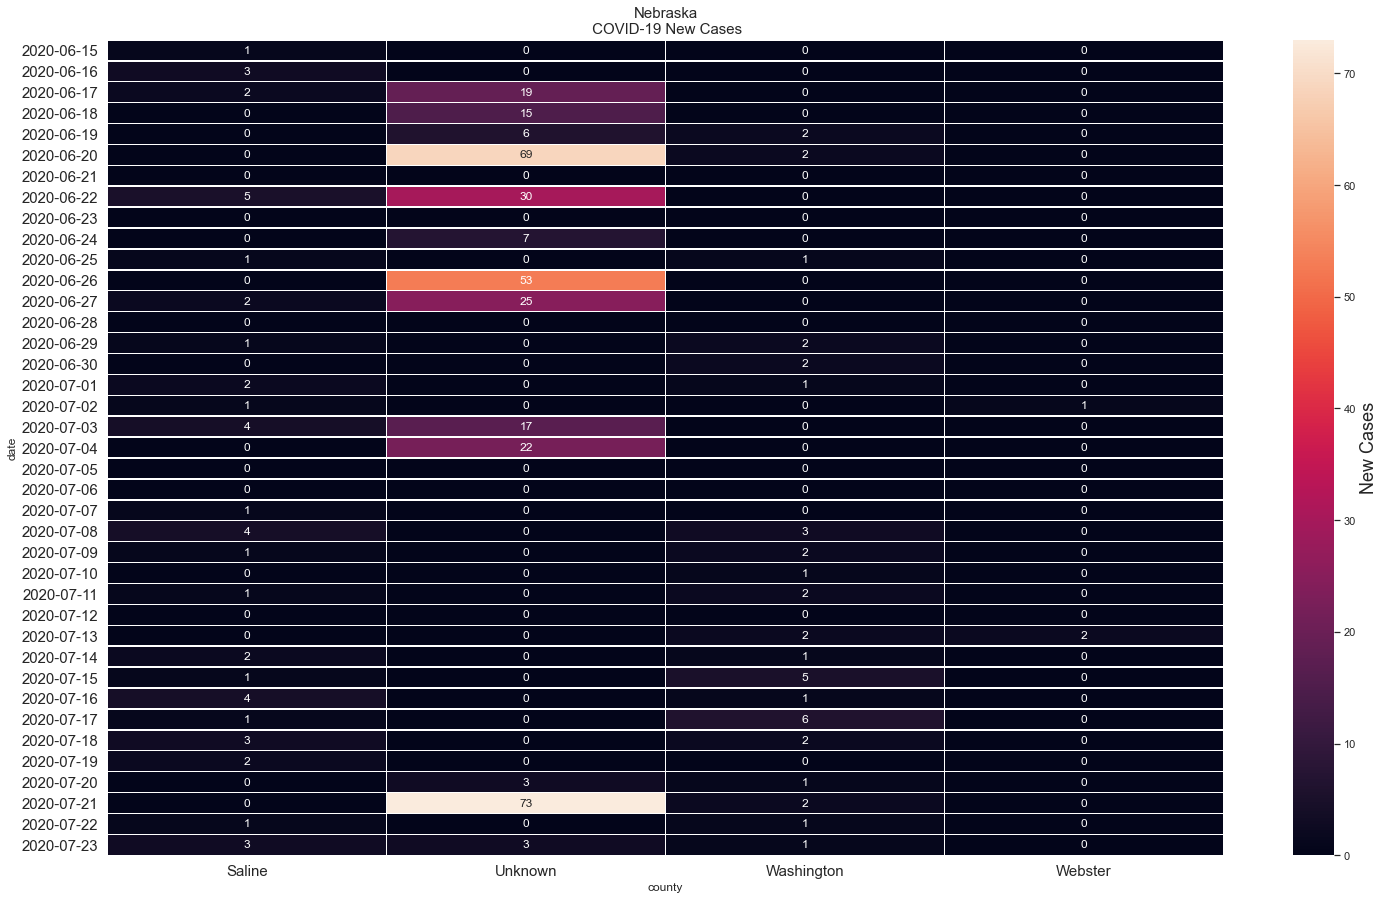 Nebraska
COVID-19 New Cases
2020-06-15 1 0 0 0
2020-06-16 3 0 0 0
2020-06-17 2 19 0 0
2020-06-18 0 15 0 0
2020-06-19 0 6 2 0
2020-06-20 0 69 2 0
2020-06-21 0 0 0 0
2020-06-22 5 30 0 0
2020-06-23 0 0 0 0
2020-06-24 0 7 0 0
2020-06-25 1 0 1 0
2020-06-26 0 53 0 0
2020-06-27 2 25 0 0
2020-06-28 0 0 0 0
2020-06-29 1 0 2 0
2020-06-30 0 0 2 0
2020-07-01 2 0 1 0
2020-07-02 1 0 0 1
2020-07-03 4 17 0 0
2020-07-04 0 22 0 0
2020-07-05 0 0 0 0
2020-07-06 0 0 0 0
2020-07-07 1 0 0 0
2020-07-08 4 0 3 0
2020-07-09 1 0 2 0
2020-07-10 0 0 1 0
2020-07-11 1 0 2 0
2020-07-12 0 0 0 0
2020-07-13 0 0 2 2
2020-07-14 2 0 1 0
2020-07-15 1 0 5 0
2020-07-16 4 0 1 0
2020-07-17 1 0 6 0
2020-07-18 3 0 2 0
2020-07-19 2 0 0 0
2020-07-20 0 3 1 0
2020-07-21 0 73 2 0
2020-07-22 1 0 1 0
2020-07-23 3 3 1 0
Saline Unknown Washington Webster
county
date
70
60
50
40
30
20
10
0
New Cases